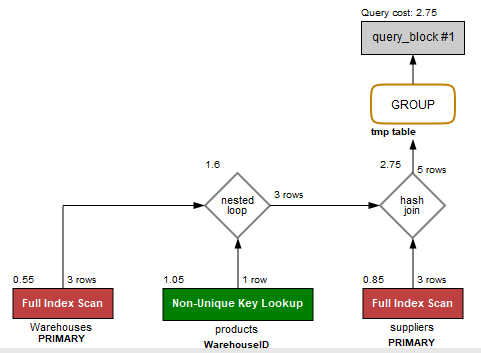 Query cost: 2.75
query_block #1
GROUP
tmp table
1.6
2.75
5 rows
nested
loop
3 rows
hash
join
0.55
3 rows
1.05
1 row
0.85
3 rows
Full Index Scan
Non-Unique Key Lookup
Full Index Scan
Warehouses
PRIMARY
products
WarehouseID
suppliers
PRIMARY